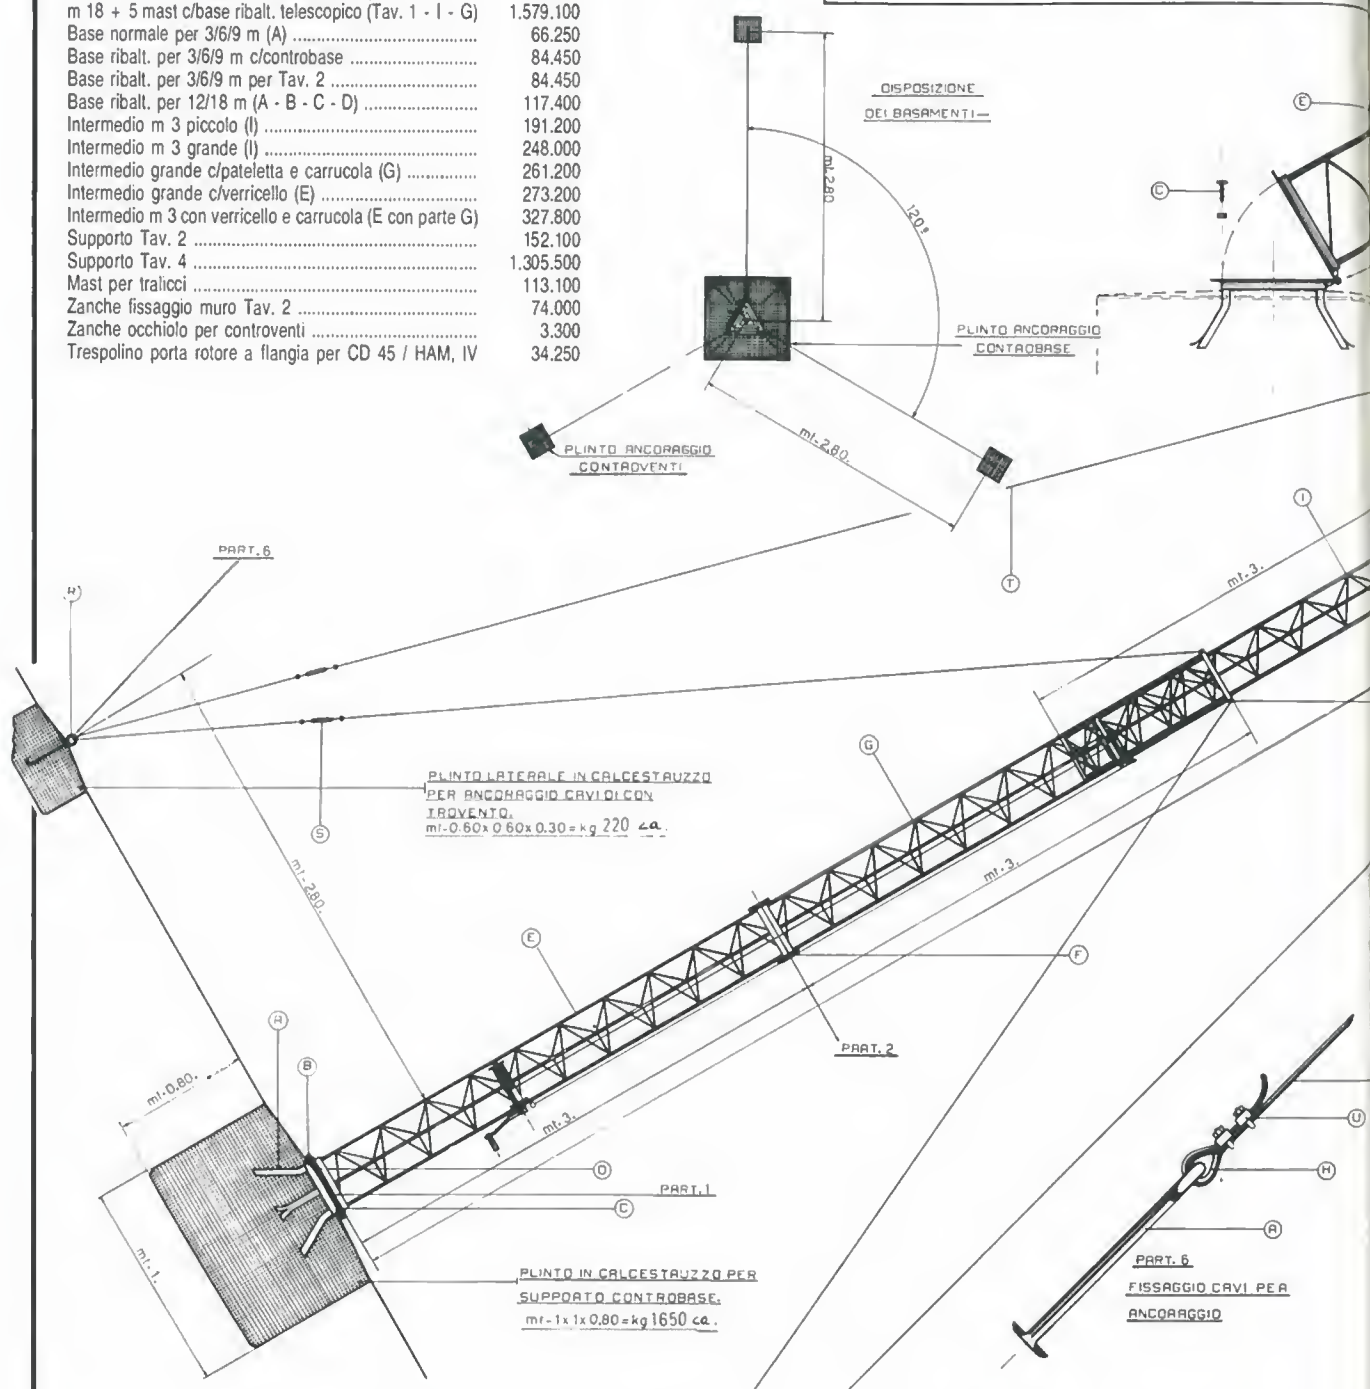 m 18 + 5 mast c/base ribalt. telescopico (Tav. 1 - I - G) 1.579.100
Base normale per 3/6/9 m (A) ........................................ 66.250
Base ribalt. per 3/6/9 m c/controbase ............................ 84.450
Base ribalt. per 3/6/9 m per Tav. 2 ................................ 84.450
Base ribalt. per 12/18 m (A - B - C - D) ......................... 117.400
Intermedio m 3 piccolo (I) ............................................. 191.200
Intermedio m 3 grande (I) ............................................. 248.000
Intermedio grande c/pateletta e carrucola (G) ............... 261.200
Intermedio grande c/verricello (E) ................................. 273.200
Intermedio m 3 con verricello e carrucola (E con parte G) 327.800
Supporto Tav. 2 ............................................................ 152.100
Supporto Tav. 4 ............................................................ 1.305.500
Mast per tralicci ............................................................ 113.100
Zanche fissaggio muro Tav. 2 ....................................... 74.000
Zanche occhiolo per controventi ................................... 3.300
Trespolino porta rotore a flangia per CD 45 / HAM, IV 34.250
DISPOSIZIONE
DEI BASAMENTI—
mt.2.80
120°
E
C
PLINTO ANCORAGGIO
CONTROBASE
PLINTO ANCORAGGIO
CONTROVENTI
mt-2.80.
T
I
mt-3.
PART.6
S
PLINTO LATERALE IN CALCESTRUZZO
PER ANCORAGGIO CAVI DI CON
TROVENTO.
mt-0.60x0.60x0.30=kg 220 ca.
mt-2.80.
G
mt-3.
E
F
PART. 2
A
B
mt-0.80.
mt-3.
D
PART.1
C
mt-1.
PLINTO IN CALCESTRUZZO PER
SUPPORTO CONTROBASE.
mt-1x1x0.80=kg 1650 ca.
U
H
A
PART. 6
FISSAGGIO CAVI PER
ANCORAGGIO